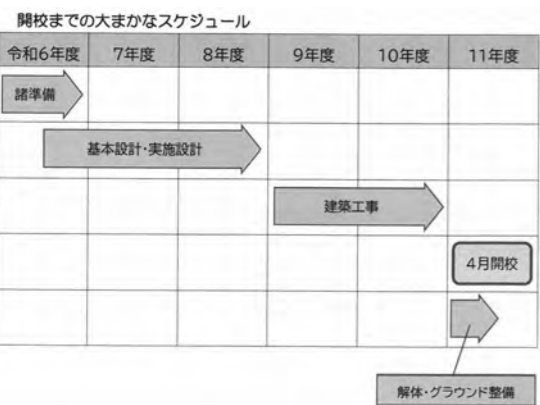 開校までの大まかなスケジュール
令和6年度 7年度 8年度 9年度 10年度 11年度
諸準備
基本設計・実施設計
建築工事
4月開校
解体・グラウンド整備